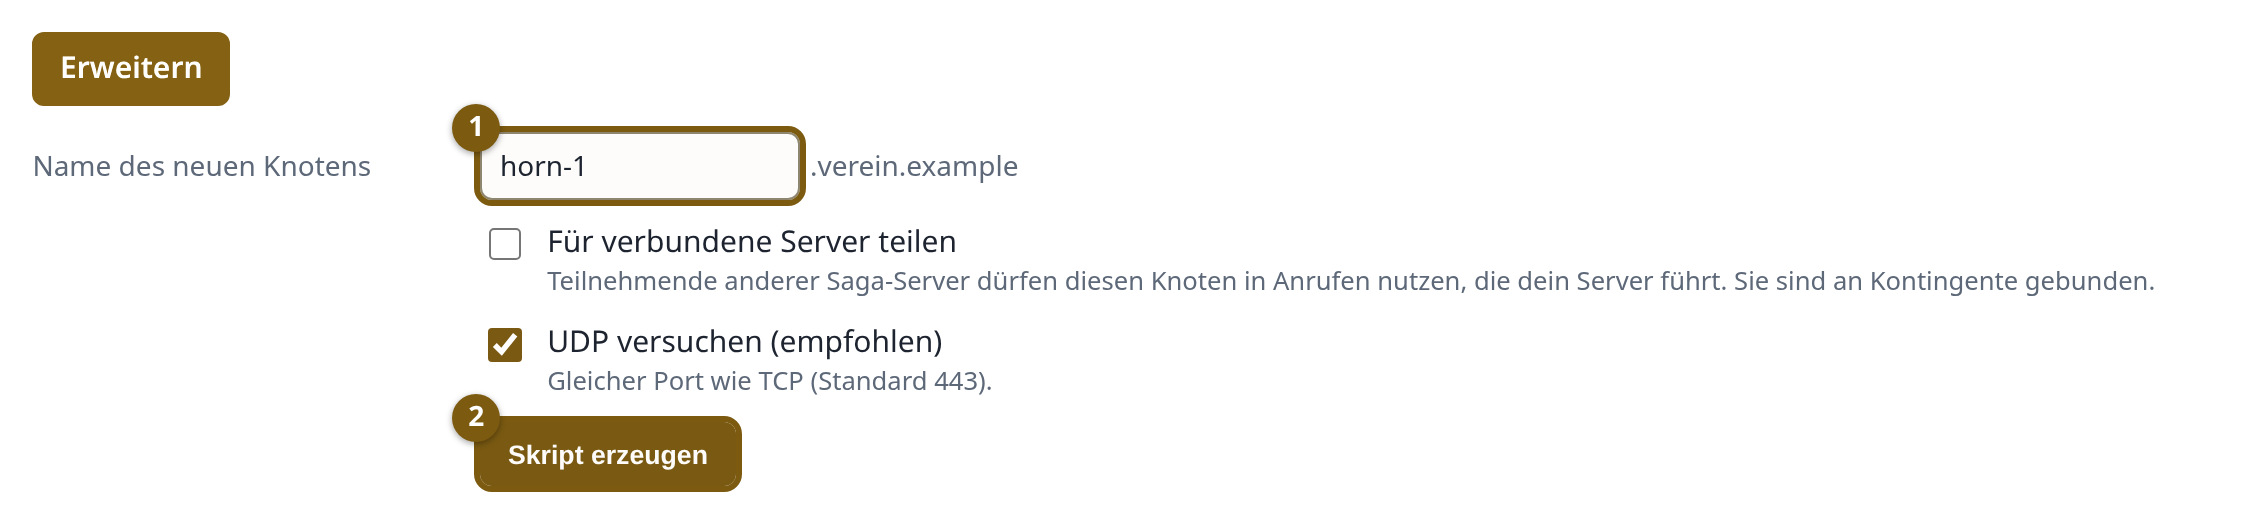 Erweitern
1
Name des neuen Knotens horn-1 .verein.example
Für verbundene Server teilen
Teilnehmende anderer Saga-Server dürfen diesen Knoten in Anrufen nutzen, die dein Server führt. Sie sind an Kontingente gebunden.
UDP versuchen (empfohlen)
Gleicher Port wie TCP (Standard 443).
2
Skript erzeugen